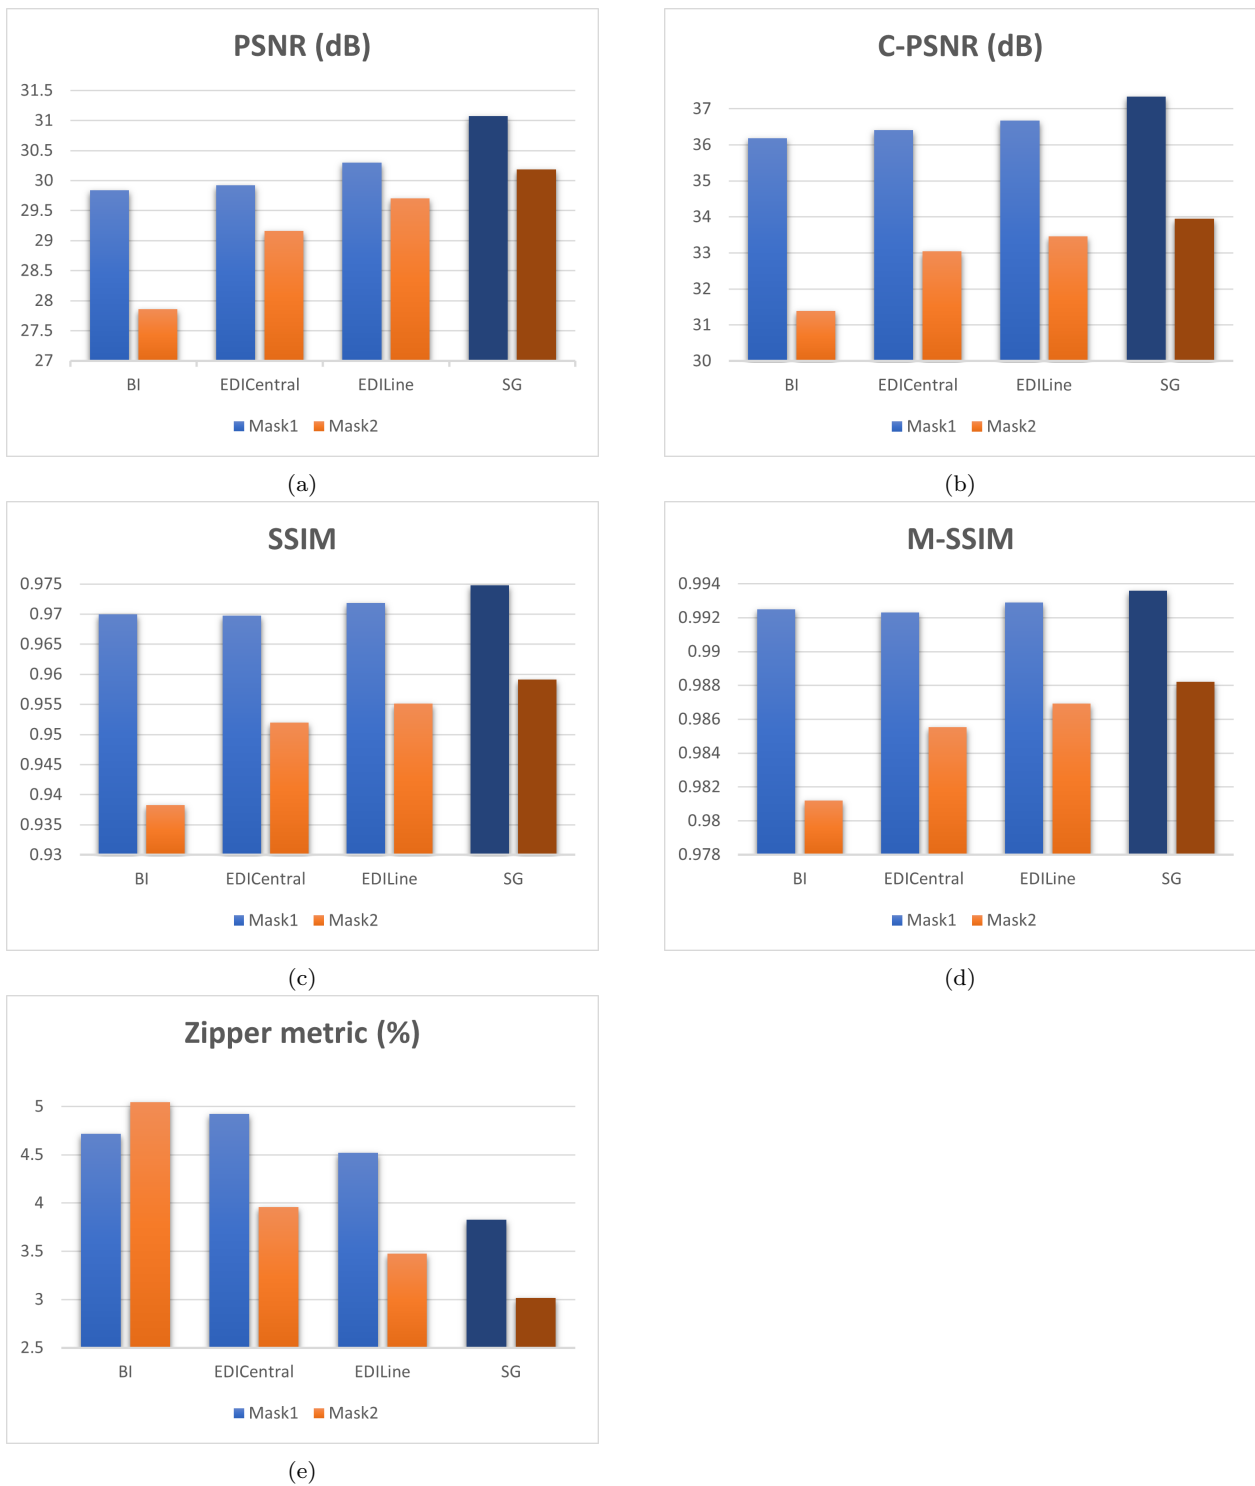 PSNR (dB)
31.5
31
30.5
30
29.5
29
28.5
28
27.5
27
BI EDICentral EDILine SG
Mask1 Mask2
(a)
C-PSNR (dB)
37
36
35
34
33
32
31
30
BI EDICentral EDILine SG
Mask1 Mask2
(b)
SSIM
0.975
0.97
0.965
0.96
0.955
0.95
0.945
0.94
0.935
0.93
BI EDICentral EDILine SG
Mask1 Mask2
(c)
M-SSIM
0.994
0.992
0.99
0.988
0.986
0.984
0.982
0.98
0.978
BI EDICentral EDILine SG
Mask1 Mask2
(d)
Zipper metric (%)
5
4.5
4
3.5
3
2.5
BI EDICentral EDILine SG
Mask1 Mask2
(e)